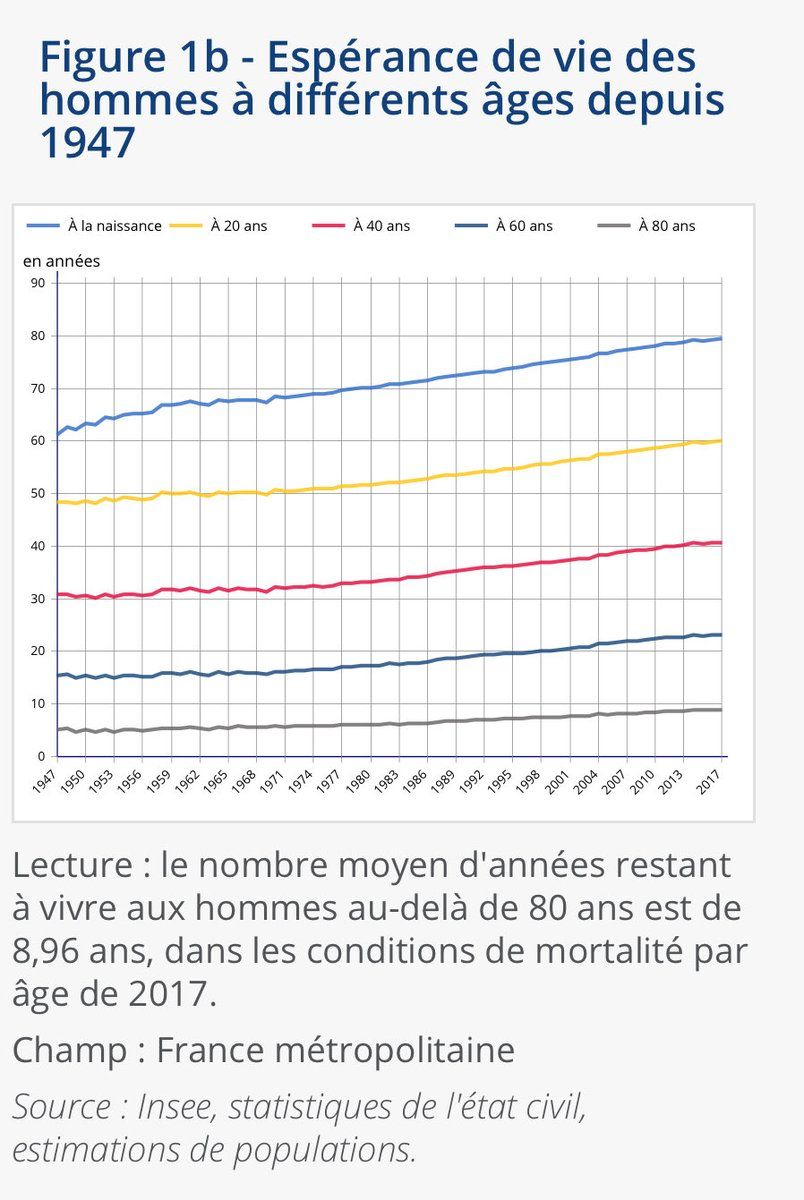 Figure 1b - Espérance de vie des
hommes à différents âges depuis
1947
À la naissance À 20 ans À 40 ans À 60 ans À 80 ans
en années
90
80
70
60
50
40
30
20
10
0
1947 1950 1953 1956 1959 1962 1965 1968 1971 1974 1977 1980 1983 1986 1989 1992 1995 1998 2001 2004 2007 2010 2013 2017
Lecture : le nombre moyen d'années restant
à vivre aux hommes au-delà de 80 ans est de
8,96 ans, dans les conditions de mortalité par
âge de 2017.
Champ : France métropolitaine
Source : Insee, statistiques de l'état civil,
estimations de populations.